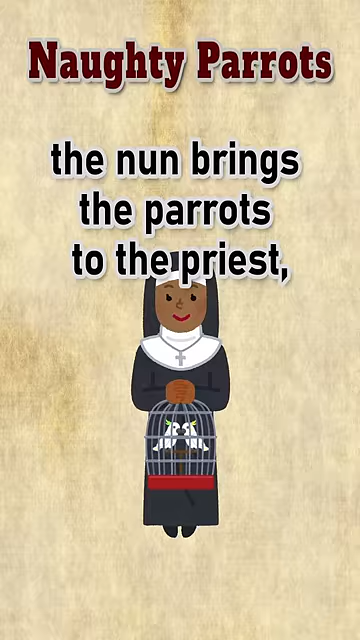 Naughty Parrots
the nun brings
the parrots
to the priest,